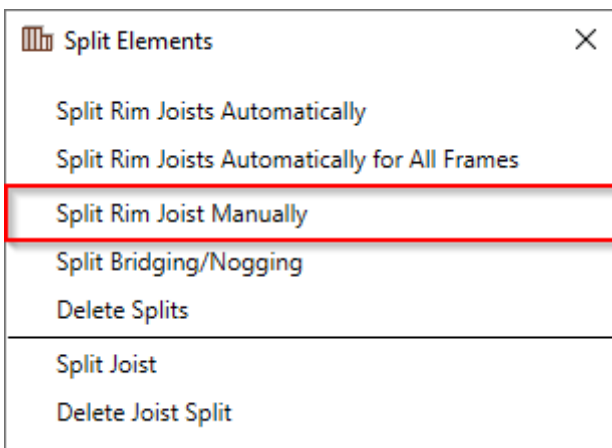 Split Elements
Split Rim Joists Automatically
Split Rim Joists Automatically for All Frames
Split Rim Joist Manually
Split Bridging/Nogging
Delete Splits
Split Joist
Delete Joist Split